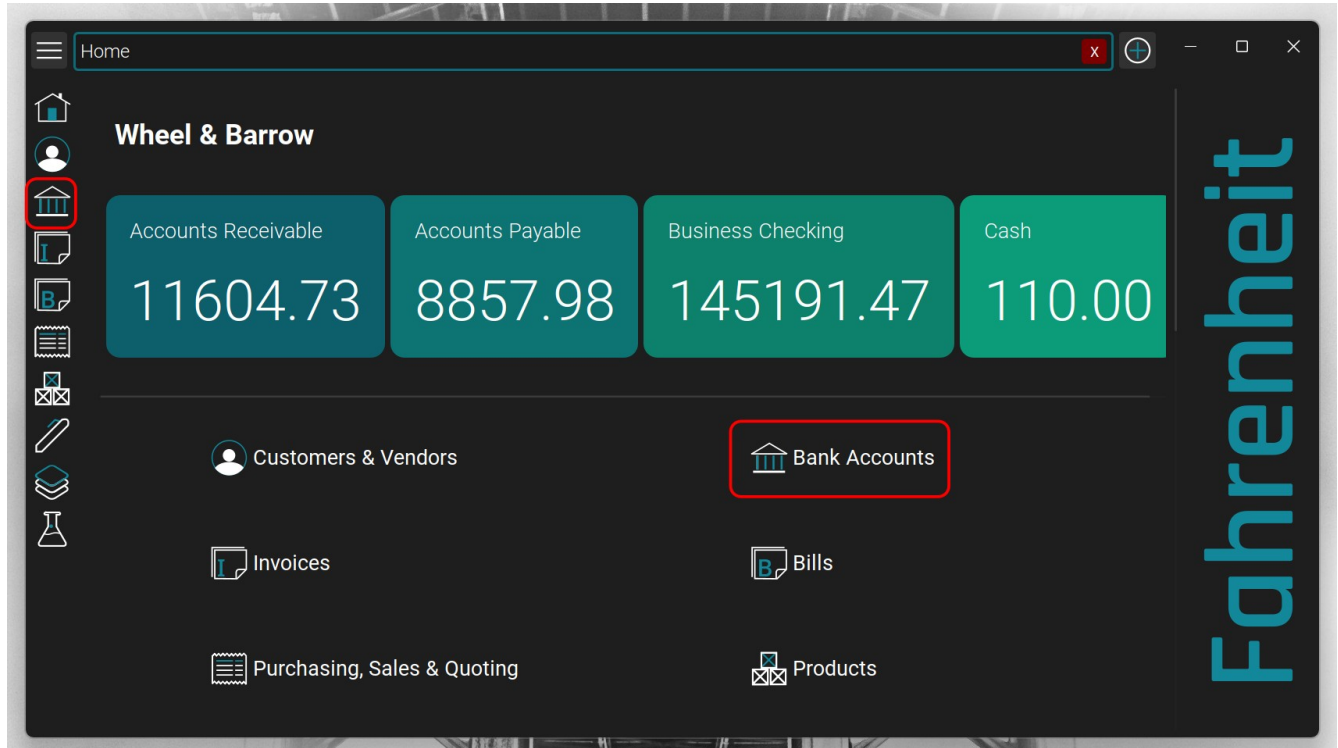 Home
X
Wheel & Barrow
Accounts Receivable
11604.73
Accounts Payable
8857.98
Business Checking
145191.47
Cash
110.00
I
B
Customers & Vendors
Bank Accounts
I
Invoices
B
Bills
Purchasing, Sales & Quoting
Products
Fahrenheit